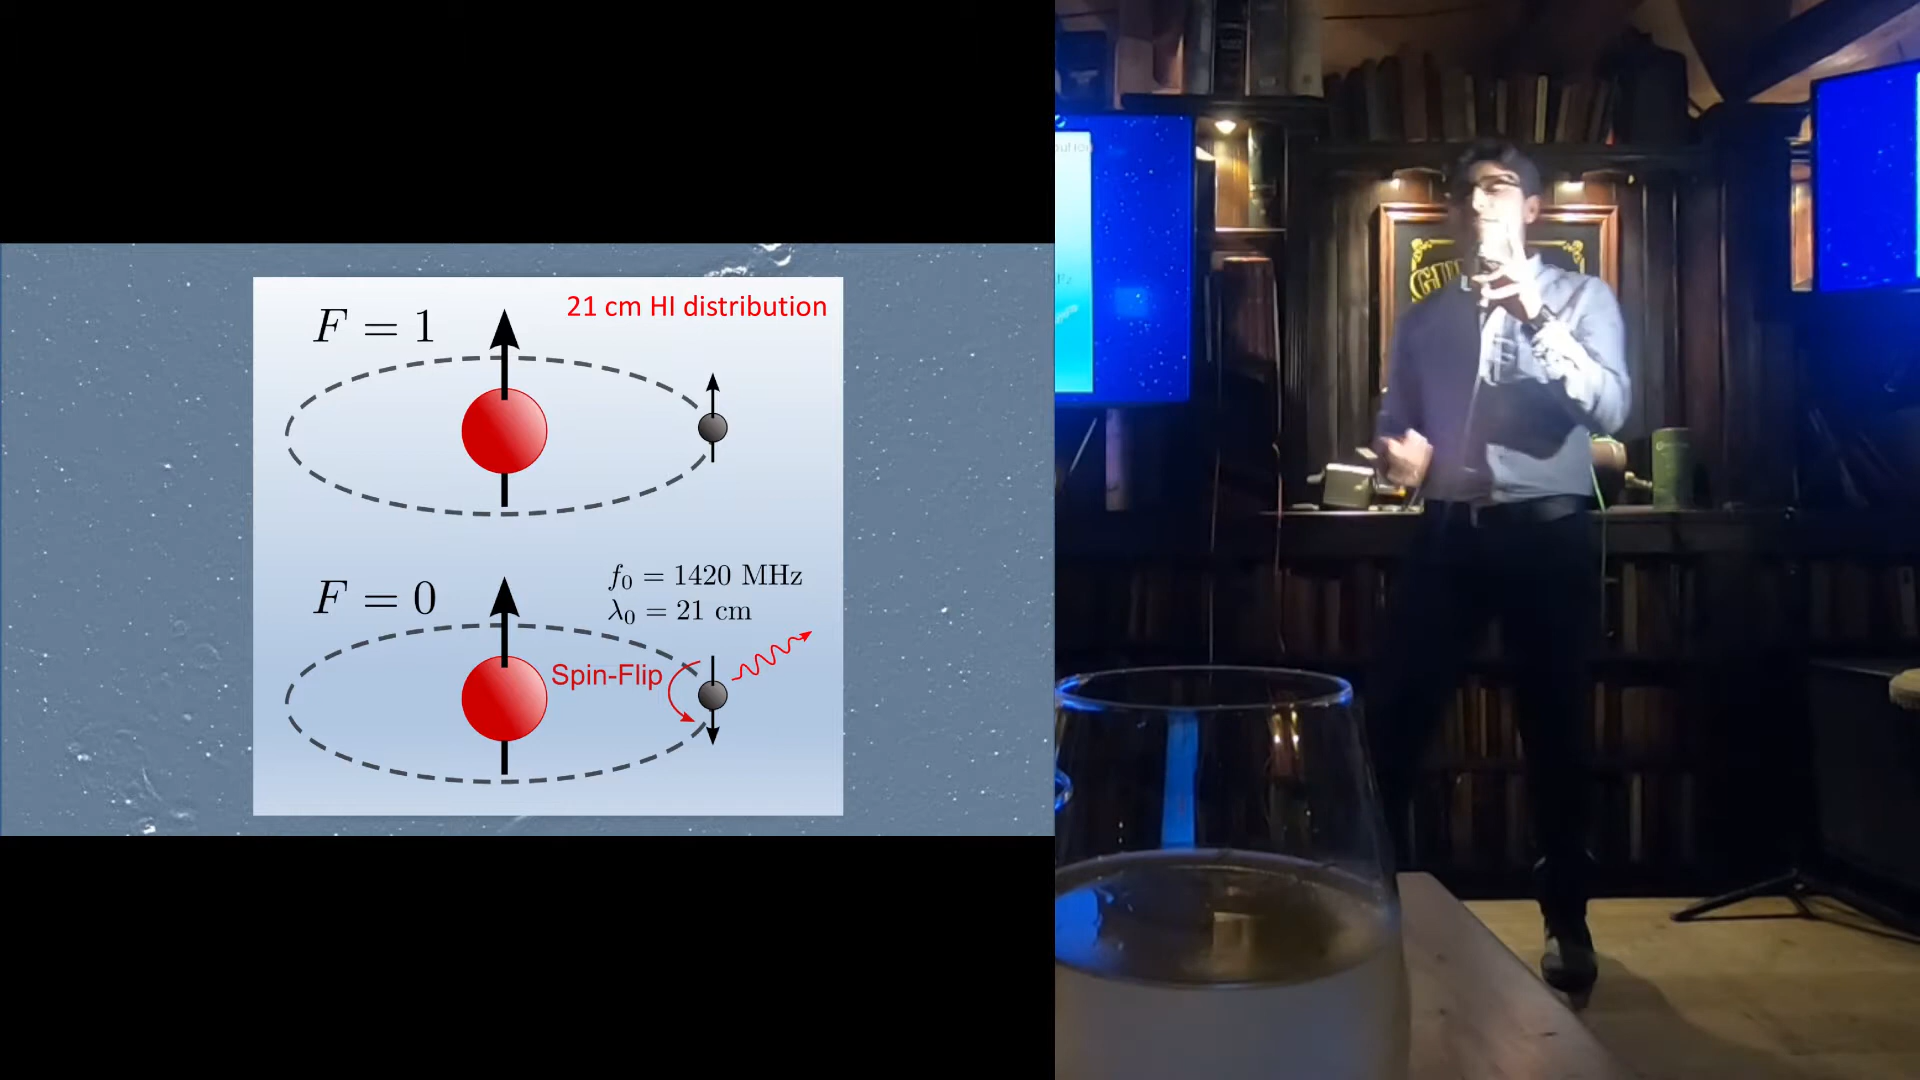 21 cm HI distribution
F = 1
f₀ = 1420 MHz
λ₀ = 21 cm
F = 0
Spin-Flip